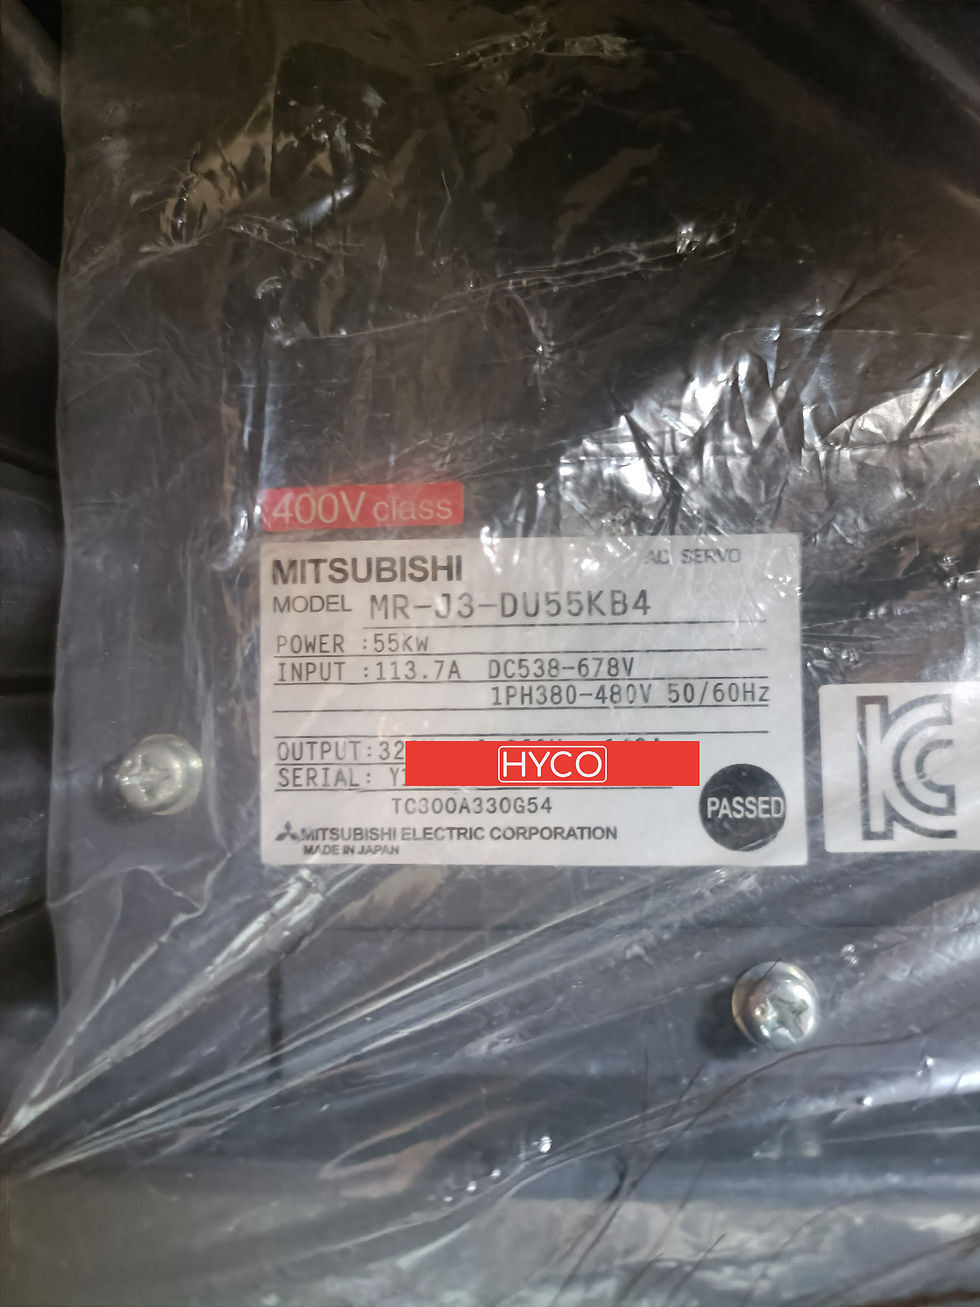 400V class
MITSUBISHI
AC SERVO
MODEL MR-J3-DU55KB4
POWER :55KW
INPUT :113.7A DC538-678V
1PH380-480V 50/60Hz
OUTPUT:
HYCO
SERIAL:
PASSED
TC300A330G54
MITSUBISHI ELECTRIC CORPORATION
MADE IN JAPAN